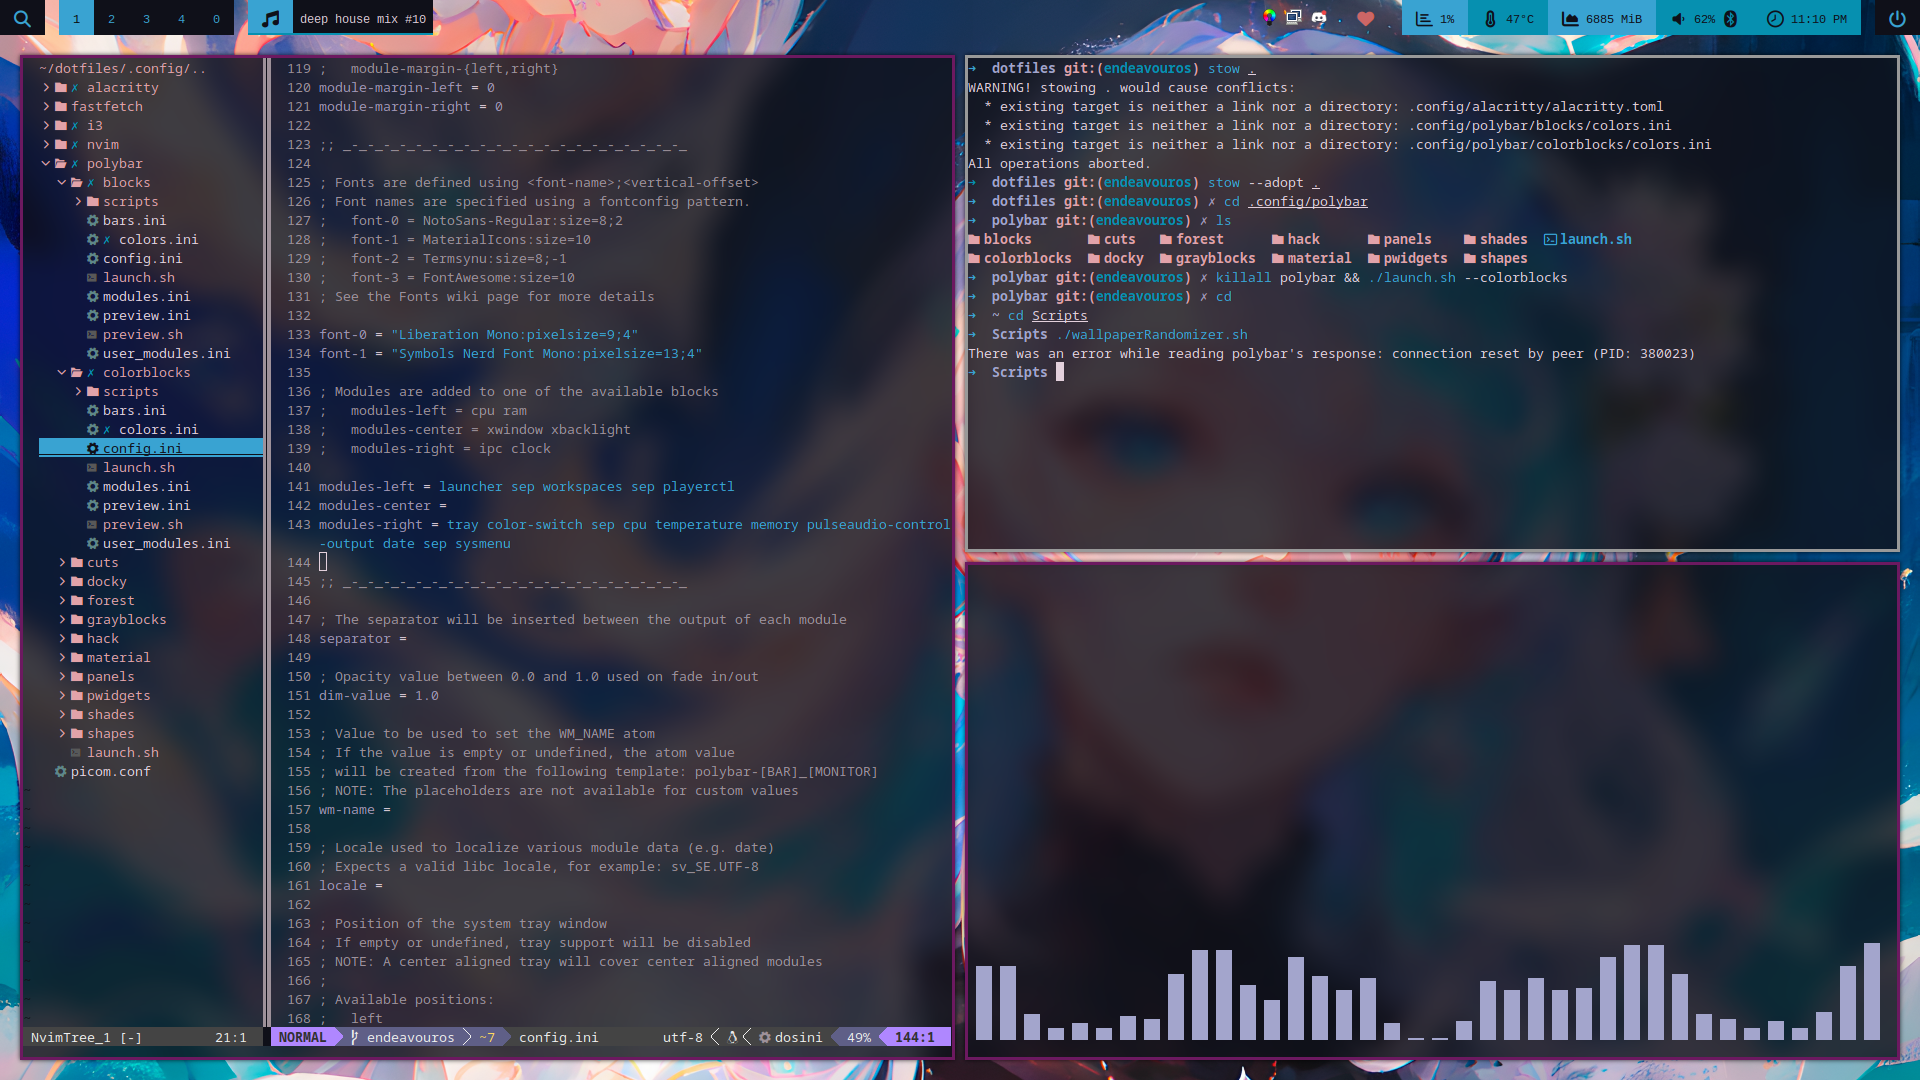 1 2 3 4 0 deep house mix #10 1% 47°C 6885 MiB 62% 11:10 PM
~/dotfiles/.config/..
> ✗ alacritty
> fastfetch
> ✗ i3
> ✗ nvim
✗ polybar
✗ blocks
> scripts
bars.ini
✗ colors.ini
config.ini
launch.sh
modules.ini
preview.ini
preview.sh
user_modules.ini
✗ colorblocks
> scripts
bars.ini
✗ colors.ini
config.ini
launch.sh
modules.ini
preview.ini
preview.sh
user_modules.ini
> cuts
> docky
> forest
> grayblocks
> hack
> material
> panels
> pwidgets
> shades
> shapes
launch.sh
picom.conf
NvimTree_1 [-] 21:1
119 ;   module-margin-{left,right}
120 module-margin-left = 0
121 module-margin-right = 0
122
123 ;; _-_-_-_-_-_-_-_-_-_-_-_-_-_-_-_-_-_-_-_-_-_
124
125 ; Fonts are defined using <font-name>;<vertical-offset>
126 ; Font names are specified using a fontconfig pattern.
127 ;   font-0 = NotoSans-Regular:size=8;2
128 ;   font-1 = MaterialIcons:size=10
129 ;   font-2 = Termsynu:size=8;-1
130 ;   font-3 = FontAwesome:size=10
131 ; See the Fonts wiki page for more details
132
133 font-0 = "Liberation Mono:pixelsize=9;4"
134 font-1 = "Symbols Nerd Font Mono:pixelsize=13;4"
135
136 ; Modules are added to one of the available blocks
137 ;   modules-left = cpu ram
138 ;   modules-center = xwindow xbacklight
139 ;   modules-right = ipc clock
140
141 modules-left = launcher sep workspaces sep playerctl
142 modules-center =
143 modules-right = tray color-switch sep cpu temperature memory pulseaudio-control
-output date sep sysmenu
144
145 ;; _-_-_-_-_-_-_-_-_-_-_-_-_-_-_-_-_-_-_-_-_-_
146
147 ; The separator will be inserted between the output of each module
148 separator =
149
150 ; Opacity value between 0.0 and 1.0 used on fade in/out
151 dim-value = 1.0
152
153 ; Value to be used to set the WM_NAME atom
154 ; If the value is empty or undefined, the atom value
155 ; will be created from the following template: polybar-[BAR]_[MONITOR]
156 ; NOTE: The placeholders are not available for custom values
157 wm-name =
158
159 ; Locale used to localize various module data (e.g. date)
160 ; Expects a valid libc locale, for example: sv_SE.UTF-8
161 locale =
162
163 ; Position of the system tray window
164 ; If empty or undefined, tray support will be disabled
165 ; NOTE: A center aligned tray will cover center aligned modules
166 ;
167 ; Available positions:
168 ;   left
NORMAL endeavouros ~7 config.ini utf-8 dosini 49% 144:1
→ dotfiles git:(endeavouros) stow .
WARNING! stowing . would cause conflicts:
* existing target is neither a link nor a directory: .config/alacritty/alacritty.toml
* existing target is neither a link nor a directory: .config/polybar/blocks/colors.ini
* existing target is neither a link nor a directory: .config/polybar/colorblocks/colors.ini
All operations aborted.
→ dotfiles git:(endeavouros) stow --adopt .
→ dotfiles git:(endeavouros) ✗ cd .config/polybar
→ polybar git:(endeavouros) ✗ ls
blocks cuts forest hack panels shades launch.sh
colorblocks docky grayblocks material pwidgets shapes
→ polybar git:(endeavouros) ✗ killall polybar && ./launch.sh --colorblocks
→ polybar git:(endeavouros) ✗ cd
→ ~ cd Scripts
→ Scripts ./wallpaperRandomizer.sh
There was an error while reading polybar's response: connection reset by peer (PID: 380023)
→ Scripts